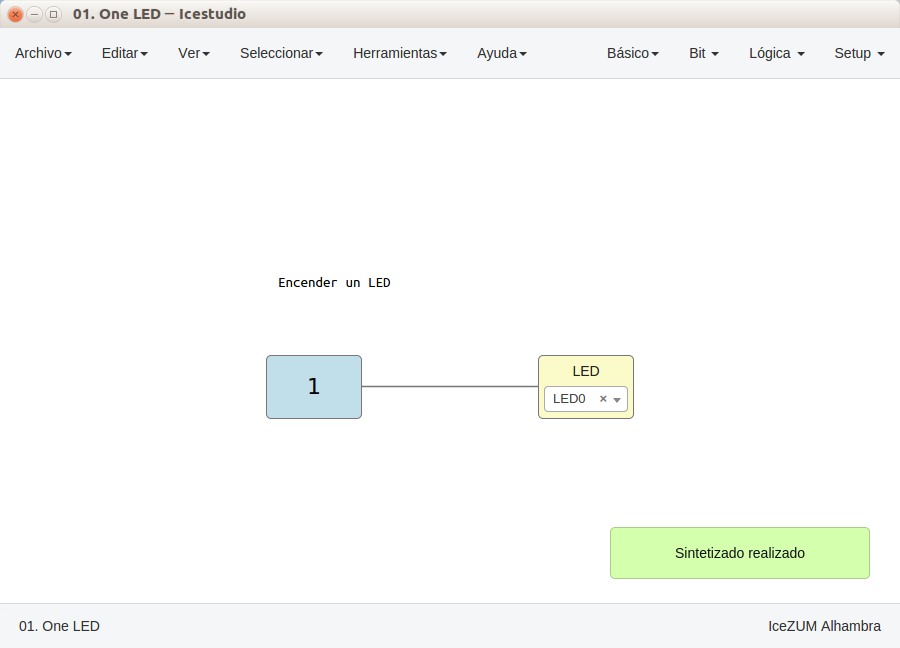 01. One LED — Icestudio
Archivo Editar Ver Seleccionar Herramientas Ayuda Básico Bit Lógica Setup
Encender un LED
1
LED
LED0 ×
Sintetizado realizado
01. One LED IceZUM Alhambra